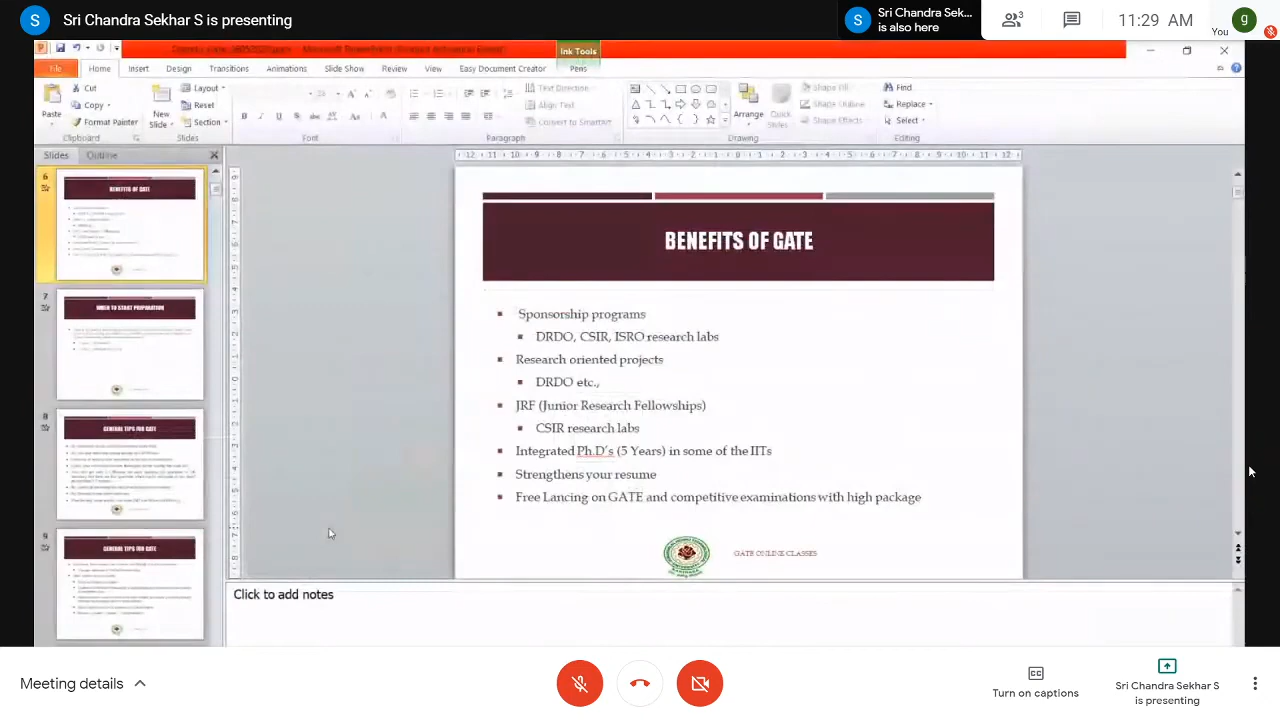 S Sri Chandra Sekhar S is presenting
S Sri Chandra Sek... is also here
3
11:29 AM
You
g
Ink Tools
File Home Insert Design Transitions Animations Slide Show Review View Easy Document Creator Pens
Cut
Copy
Format Painter
Paste
Clipboard
New Slide
Layout
Reset
Section
Slides
Font
Text Direction
Align Text
Convert to SmartArt
Paragraph
Arrange
Quick Styles
Shape Fill
Shape Outline
Shape Effects
Drawing
Find
Replace
Select
Editing
Slides Outline
6
BENEFITS OF GATE
7
WHEN TO START PREPARATION
8
GENERAL TIPS FOR GATE
9
GENERAL TIPS FOR GATE
BENEFITS OF GATE
Sponsorship programs
DRDO, CSIR, ISRO research labs
Research oriented projects
DRDO etc.,
JRF (Junior Research Fellowships)
CSIR research labs
Integrated Ph.D's (5 Years) in some of the IITs
Strengthens your resume
Free Lancing on GATE and competitive examinations with high package
GATE ONLINE CLASSES
Click to add notes
Meeting details
Turn on captions
Sri Chandra Sekhar S
is presenting